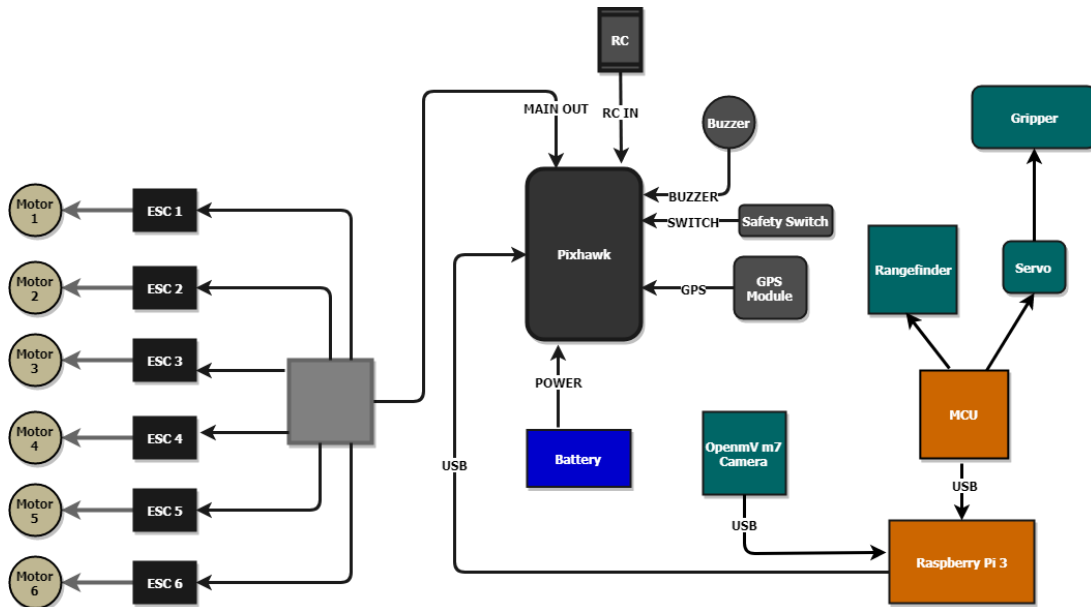 RC
MAIN OUT
RC IN
Buzzer
Gripper
BUZZER
SWITCH
Safety Switch
Motor
1
ESC 1
Pixhawk
Rangefinder
Servo
Motor
2
ESC 2
GPS
GPS
Module
Motor
3
ESC 3
POWER
MCU
Motor
4
ESC 4
Battery
OpenmV m7
Camera
USB
USB
Motor
5
ESC 5
USB
Motor
6
ESC 6
Raspberry Pi 3